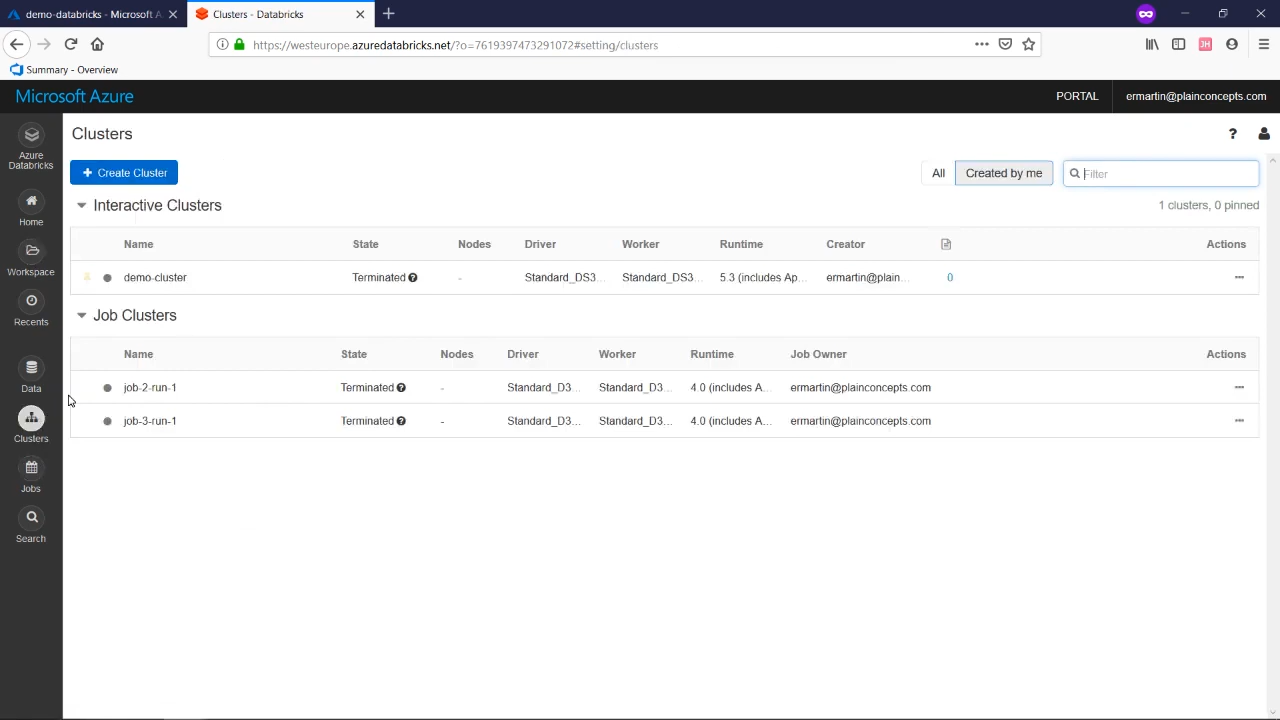 demo-databricks - Microsoft A
Clusters - Databricks
https://westeurope.azuredatabricks.net/?o=7619397473291072#setting/clusters
Summary - Overview
Microsoft Azure
PORTAL
ermartin@plainconcepts.com
Azure
Databricks
Home
Workspace
Recents
Data
Clusters
Jobs
Search
Clusters
?
+ Create Cluster
All
Created by me
Filter
Interactive Clusters
1 clusters, 0 pinned
Name State Nodes Driver Worker Runtime Creator Actions
demo-cluster Terminated ? - Standard_DS3... Standard_DS3... 5.3 (includes Ap... ermartin@plain... 0 ···
Job Clusters
Name State Nodes Driver Worker Runtime Job Owner Actions
job-2-run-1 Terminated ? - Standard_D3... Standard_D3... 4.0 (includes A... ermartin@plainconcepts.com ···
job-3-run-1 Terminated ? - Standard_D3... Standard_D3... 4.0 (includes A... ermartin@plainconcepts.com ···